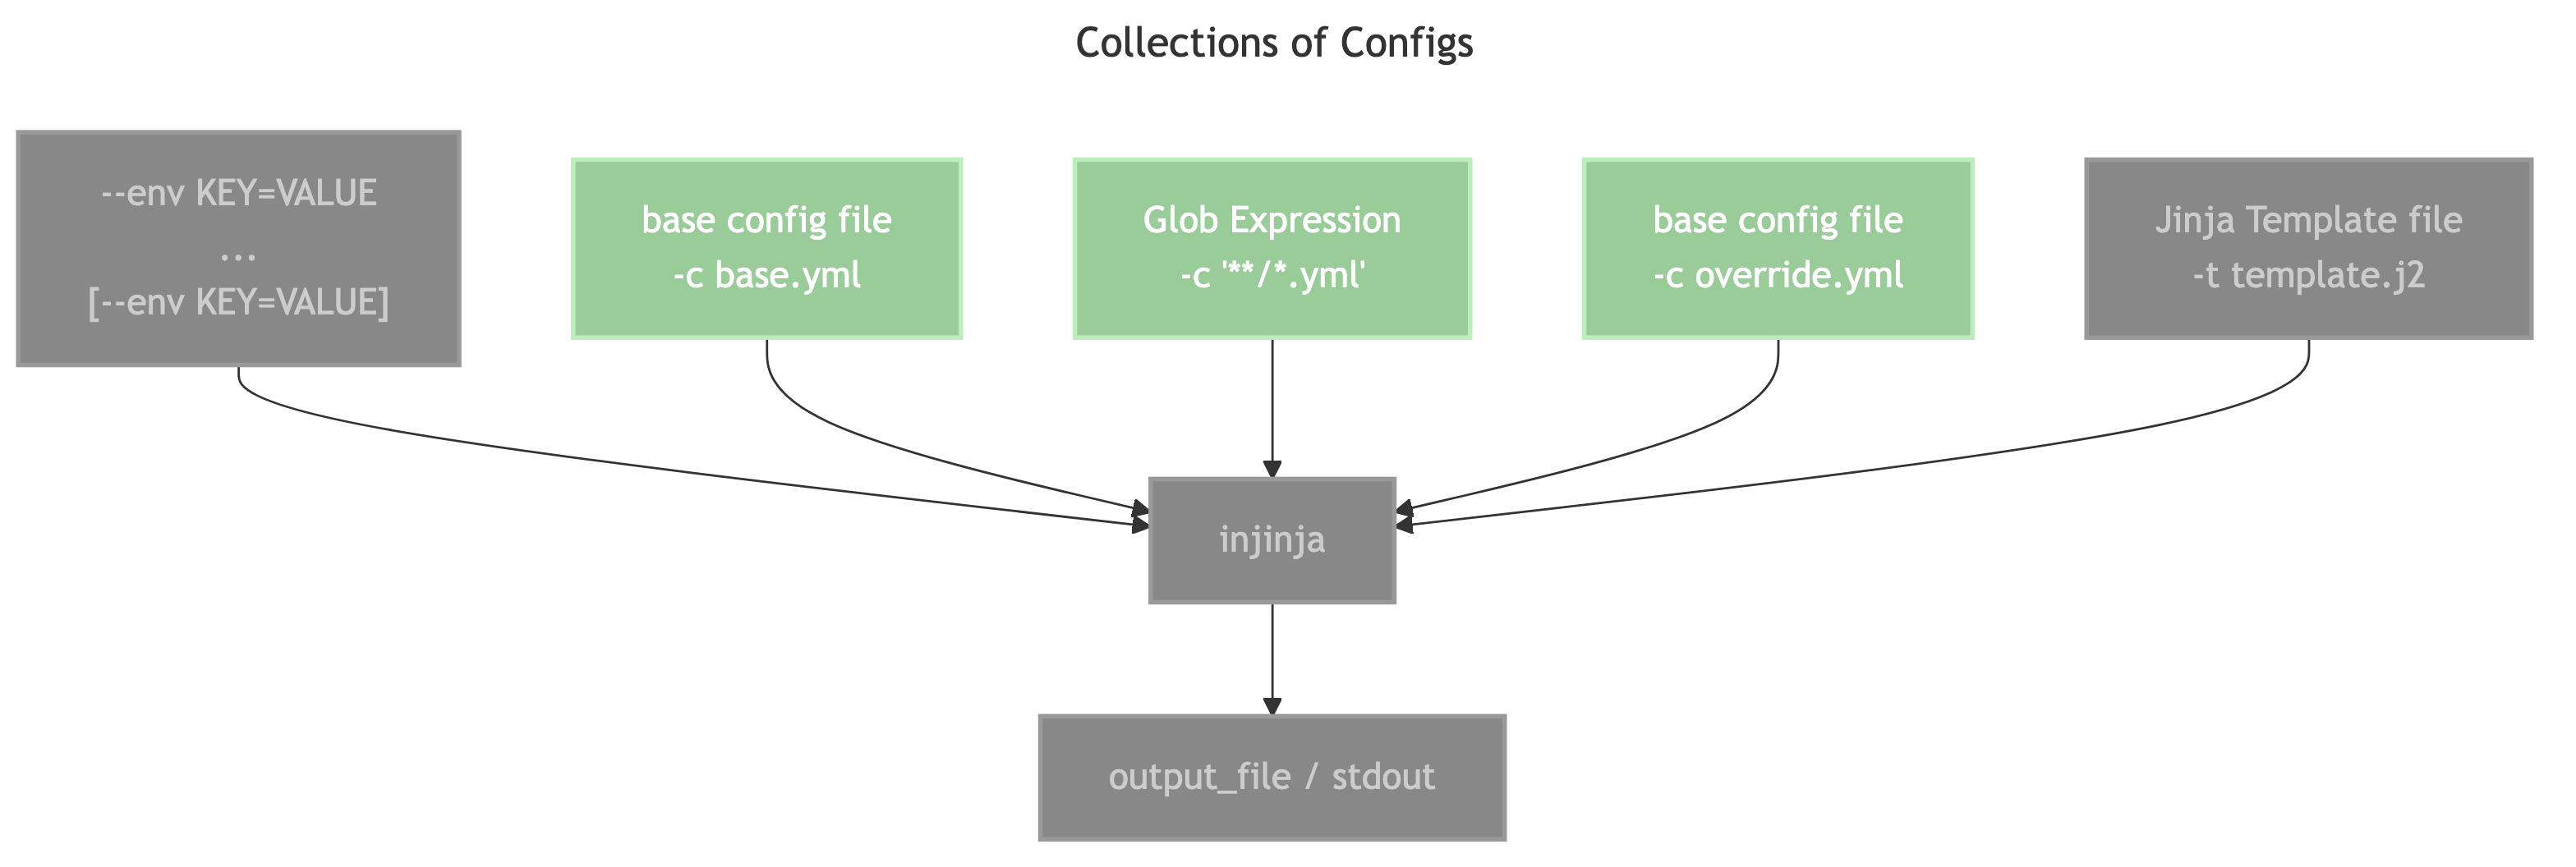 Collections of Configs
--env KEY=VALUE
...
[--env KEY=VALUE]
base config file
-c base.yml
Glob Expression
-c '**/*.yml'
base config file
-c override.yml
Jinja Template file
-t template.j2
injinja
output_file / stdout